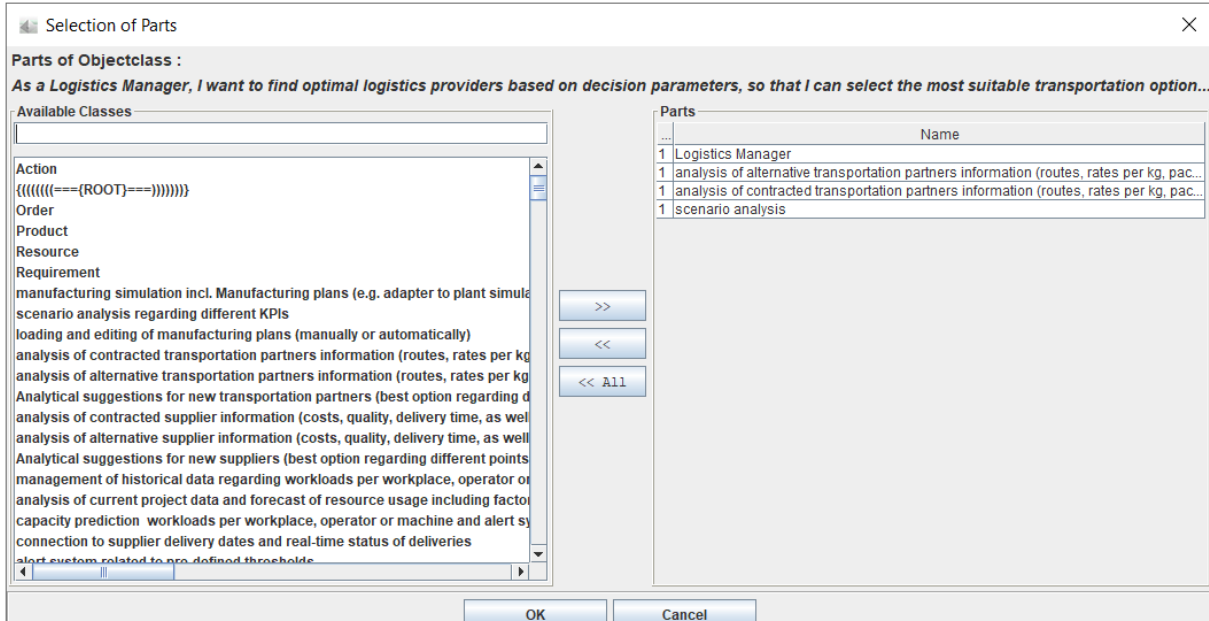 Selection of Parts
Parts of Objectclass :
As a Logistics Manager, I want to find optimal logistics providers based on decision parameters, so that I can select the most suitable transportation option...
Available Classes
Action
{((((((((==={ROOT}===))))))))}
Order
Product
Resource
Requirement
manufacturing simulation incl. Manufacturing plans (e.g. adapter to plant simula
scenario analysis regarding different KPIs
loading and editing of manufacturing plans (manually or automatically)
analysis of contracted transportation partners information (routes, rates per kg
analysis of alternative transportation partners information (routes, rates per kg
Analytical suggestions for new transportation partners (best option regarding d
analysis of contracted supplier information (costs, quality, delivery time, as well
analysis of alternative supplier information (costs, quality, delivery time, as well
Analytical suggestions for new suppliers (best option regarding different points
management of historical data regarding workloads per workplace, operator or
analysis of current project data and forecast of resource usage including factor
capacity prediction workloads per workplace, operator or machine and alert sy
connection to supplier delivery dates and real-time status of deliveries
alert system related to pre-defined thresholds
>>
<<
<< All
Parts
... Name
1 Logistics Manager
1 analysis of alternative transportation partners information (routes, rates per kg, pac...
1 analysis of contracted transportation partners information (routes, rates per kg, pac...
1 scenario analysis
OK Cancel